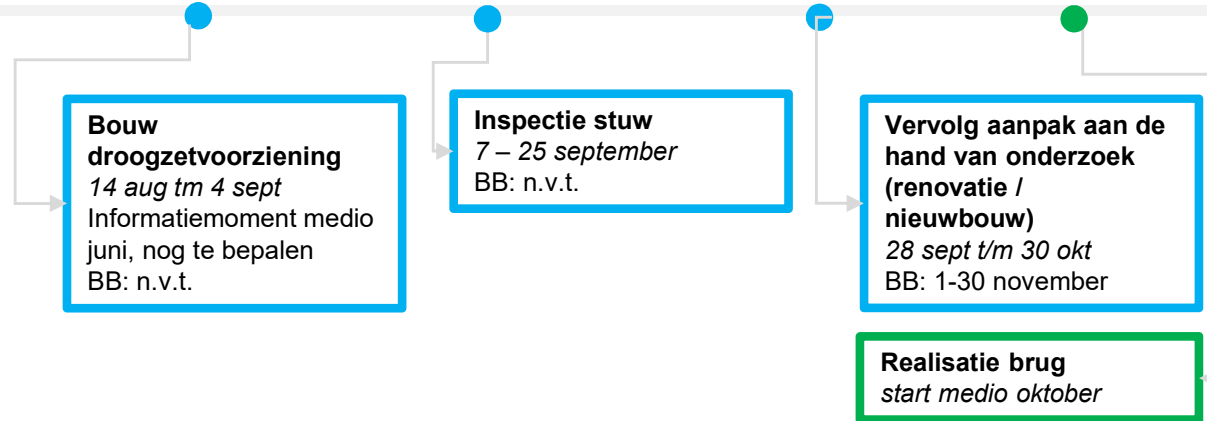 Bouw
droogzetvoorziening
14 aug tm 4 sept
Informatiemoment medio
juni, nog te bepalen
BB: n.v.t.
Inspectie stuw
7 – 25 september
BB: n.v.t.
Vervolg aanpak aan de
hand van onderzoek
(renovatie /
nieuwbouw)
28 sept t/m 30 okt
BB: 1-30 november
Realisatie brug
start medio oktober